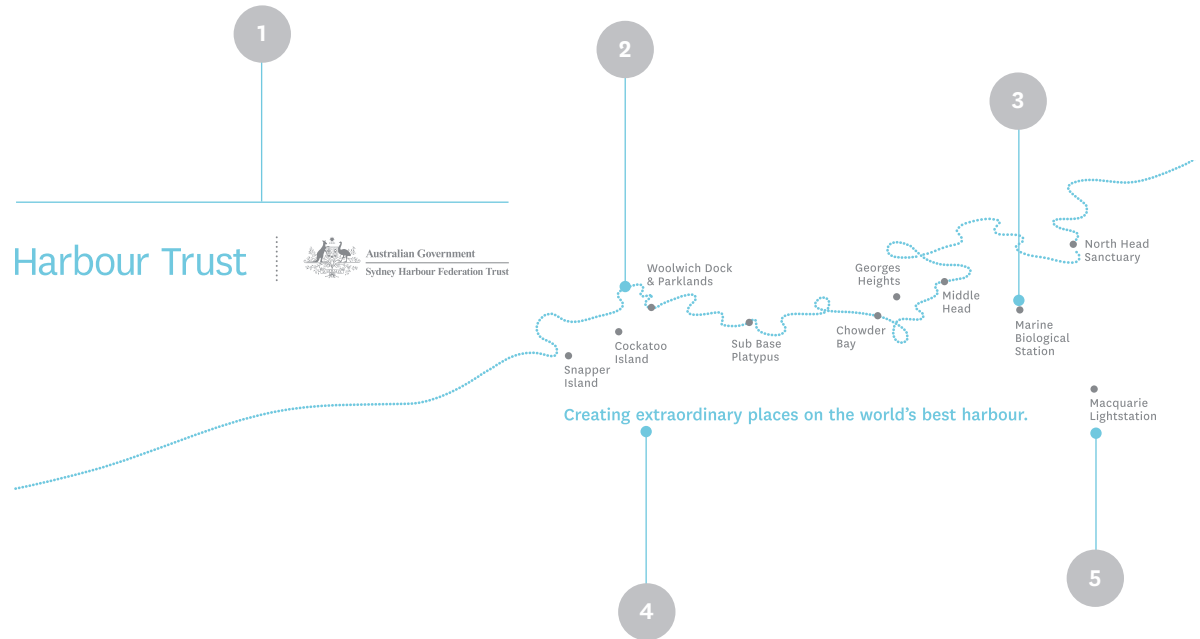 1
2
3
Harbour Trust
Australian Government
Sydney Harbour Federation Trust
Woolwich Dock
& Parklands
Georges
Heights
North Head
Sanctuary
Middle
Head
Chowder
Bay
Marine
Biological
Station
Sub Base
Platypus
Cockatoo
Island
Snapper
Island
Macquarie
Lightstation
Creating extraordinary places on the world’s best harbour.
4
5